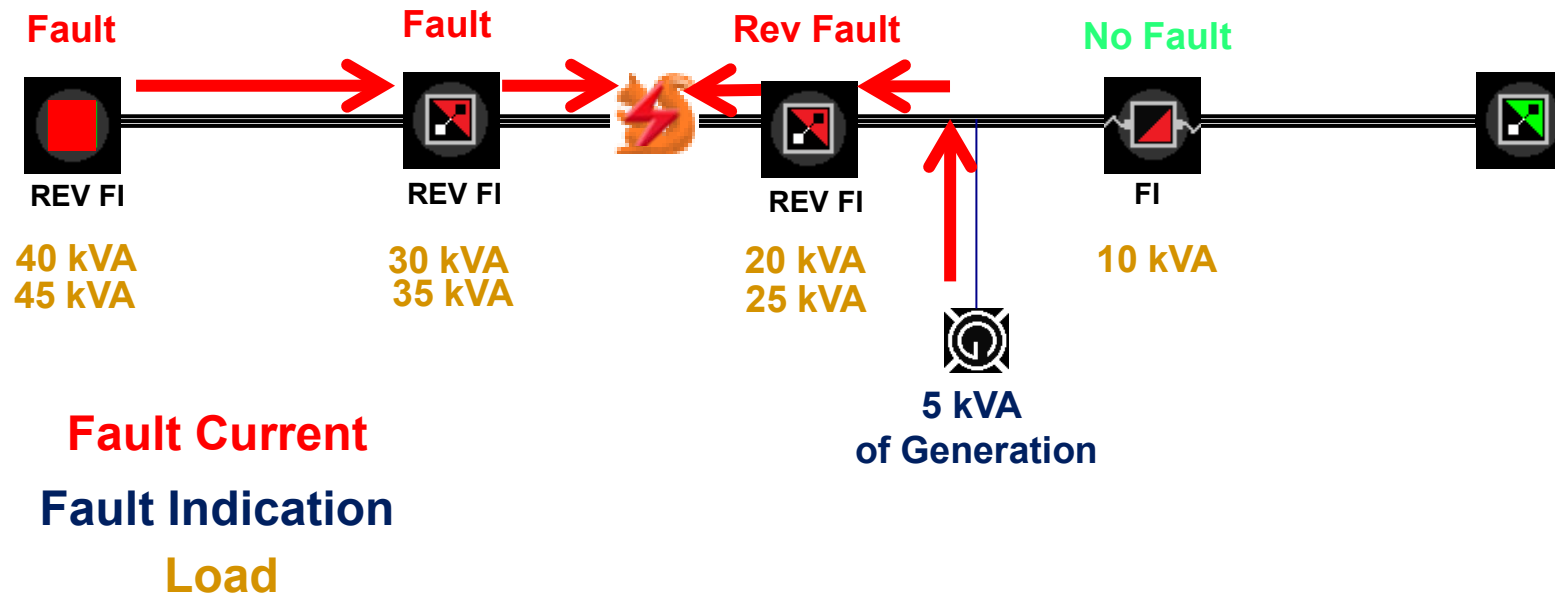 Fault
Fault
Rev Fault
No Fault
REV FI
REV FI
REV FI
FI
40 kVA
45 kVA
30 kVA
35 kVA
20 kVA
25 kVA
10 kVA
5 kVA
of Generation
Fault Current
Fault Indication
Load